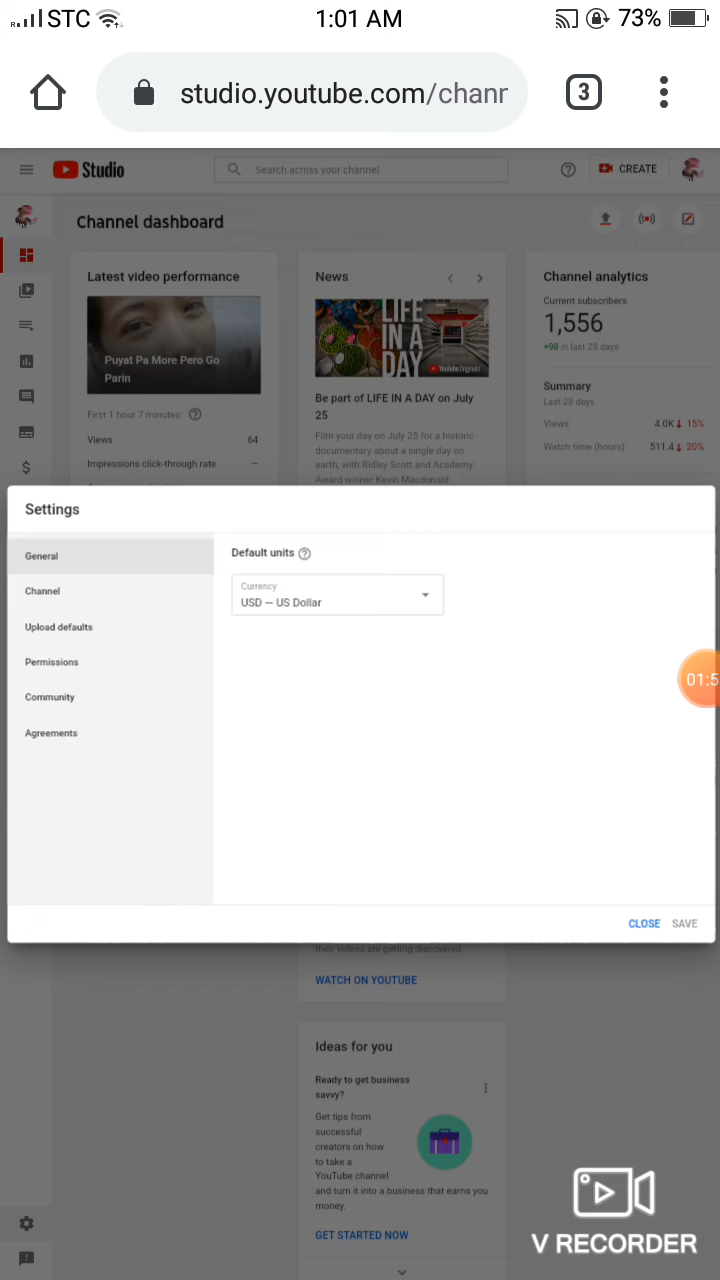 R STC
1:01 AM
73%
studio.youtube.com/chanr
3
Studio
Search across your channel
CREATE
Channel dashboard
Latest video performance
Puyat Pa More Pero Go
Parin
First 1 hour 7 minutes:
Views 64
Impressions click-through rate —
News
LIFE
IN A
DAY
YouTube Originals
Be part of LIFE IN A DAY on July
25
Film your day on July 25 for a historic
documentary about a single day on
earth, with Ridley Scott and Academy
Award winner Kevin Macdonald
Channel analytics
Current subscribers
1,556
+98 in last 28 days
Summary
Last 28 days
Views 4.0K 15%
Watch time (hours) 511.4 20%
Settings
General
Channel
Upload defaults
Permissions
Community
Agreements
Default units
Currency
USD — US Dollar
01:5
CLOSE SAVE
their videos are getting discovered
WATCH ON YOUTUBE
Ideas for you
Ready to get business
savvy?
Get tips from
successful
creators on how
to take a
YouTube channel
and turn it into a business that earns you
money.
GET STARTED NOW
V RECORDER